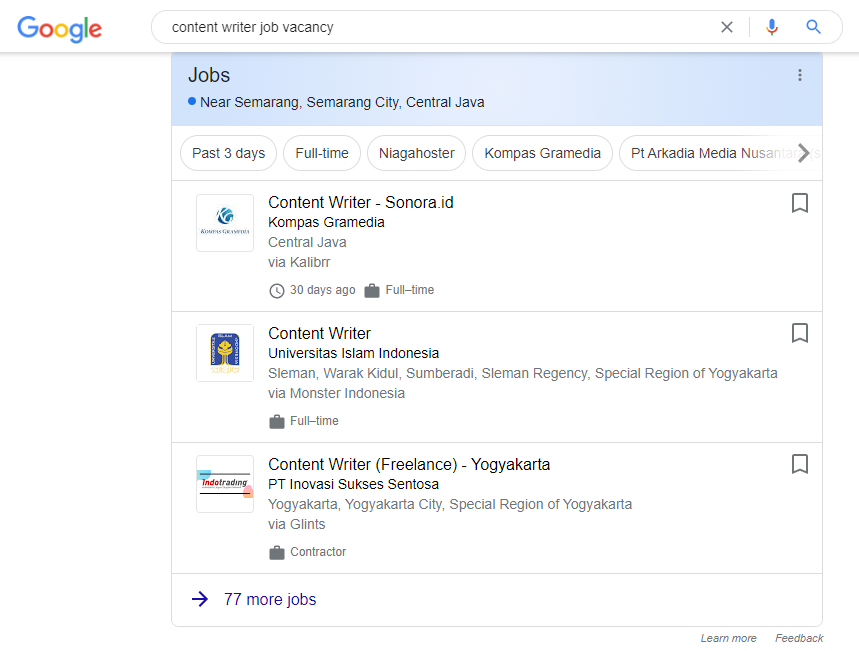 Google
content writer job vacancy
Jobs
Near Semarang, Semarang City, Central Java
Past 3 days
Full-time
Niagahoster
Kompas Gramedia
Pt Arkadia Media Nusantara's
Content Writer - Sonora.id
KG
KOMPAS GRAMEDIA
Kompas Gramedia
Central Java
via Kalibrr
30 days ago
Full–time
Content Writer
Universitas Islam Indonesia
Sleman, Warak Kidul, Sumberadi, Sleman Regency, Special Region of Yogyakarta
via Monster Indonesia
Full–time
Content Writer (Freelance) - Yogyakarta
indotrading
PT Inovasi Sukses Sentosa
Yogyakarta, Yogyakarta City, Special Region of Yogyakarta
via Glints
Contractor
77 more jobs
Learn more
Feedback